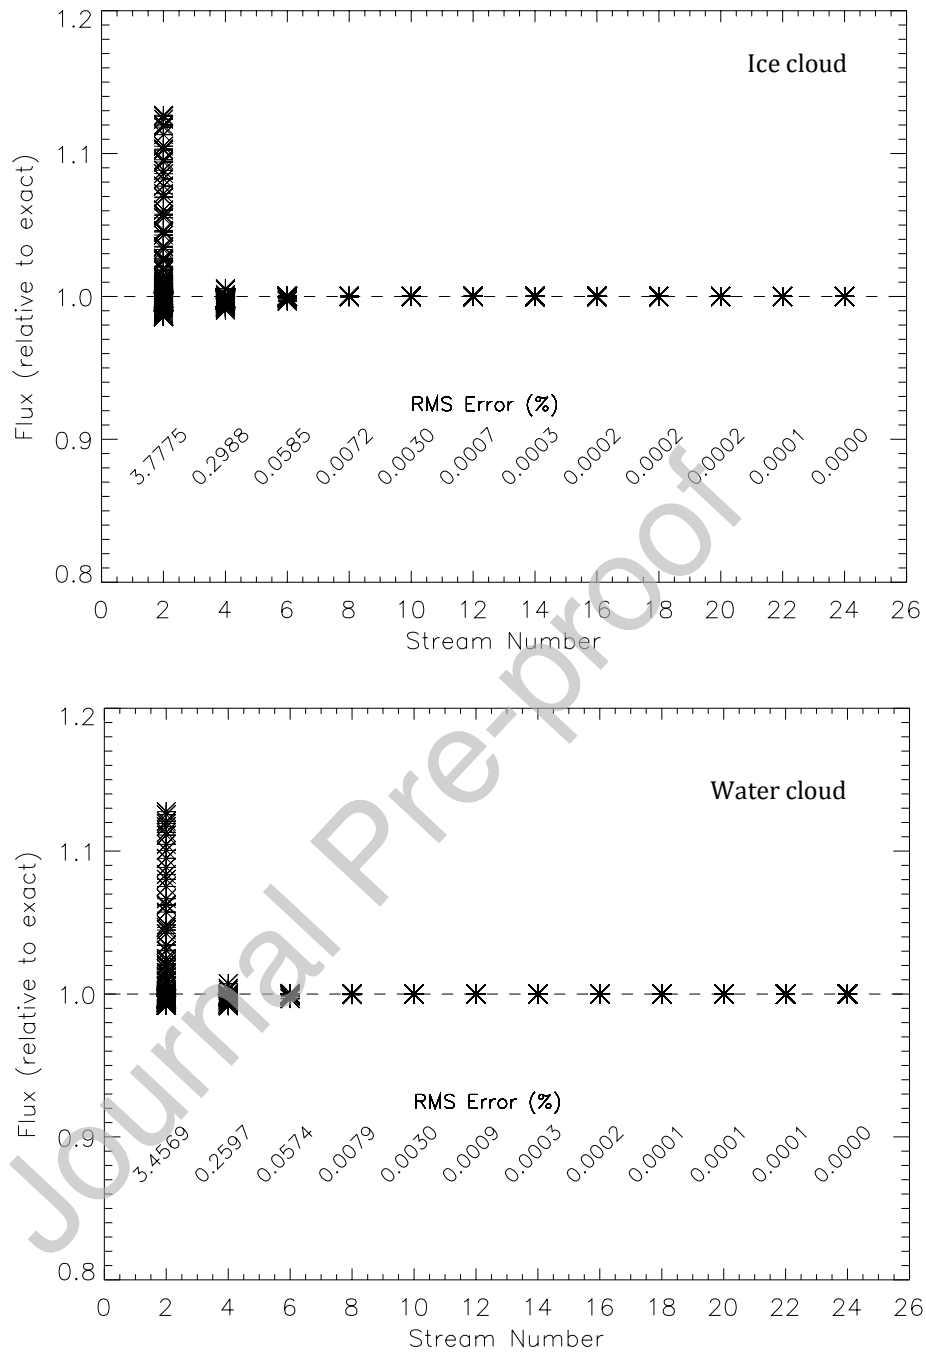 1.2
Ice cloud
1.1
1.0
Flux (relative to exact)
RMS Error (%)
0.9
3.7775 0.2988 0.0585 0.0072 0.0030 0.0007 0.0003 0.0002 0.0002 0.0002 0.0001 0.0000
0.8
0 2 4 6 8 10 12 14 16 18 20 22 24 26
Stream Number
1.2
Water cloud
1.1
1.0
Flux (relative to exact)
RMS Error (%)
0.9
3.4569 0.2597 0.0574 0.0079 0.0030 0.0009 0.0003 0.0002 0.0001 0.0001 0.0001 0.0000
0.8
0 2 4 6 8 10 12 14 16 18 20 22 24 26
Stream Number
Journal Pre-proof